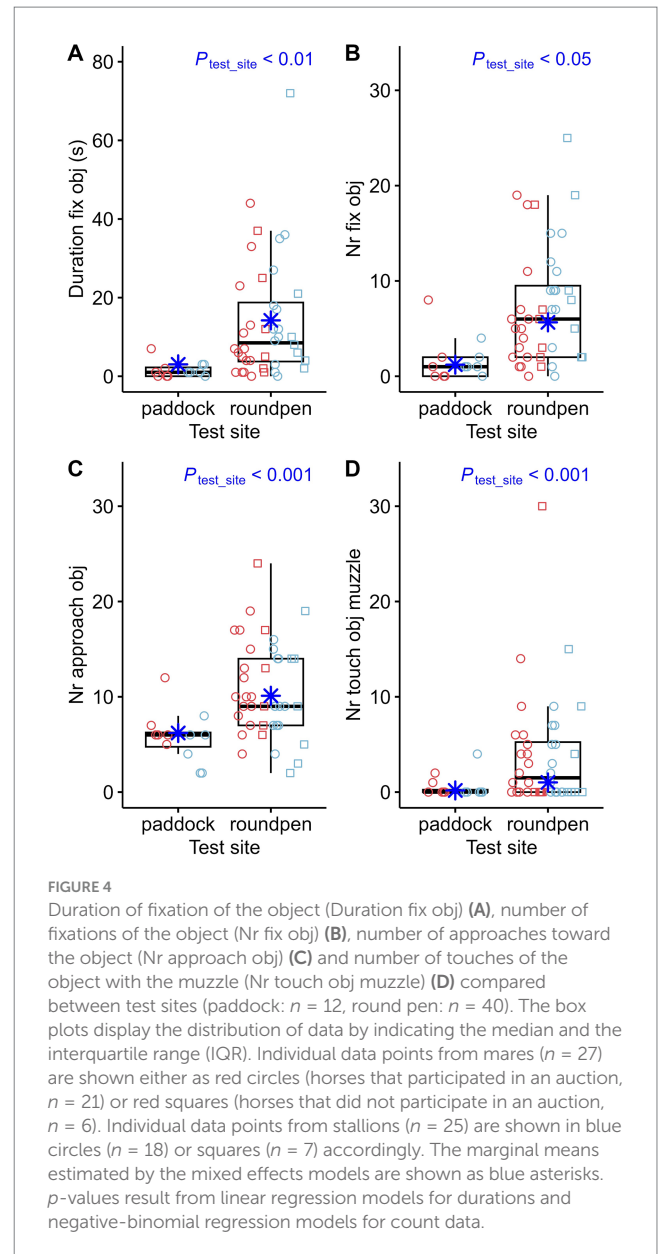 A
P test_site < 0.01
80
60
40
20
0
Duration fix obj (s)
paddock roundpen
Test site
B
P test_site < 0.05
30
20
10
0
Nr fix obj
paddock roundpen
Test site
C
P test_site < 0.001
30
20
10
0
Nr approach obj
paddock roundpen
Test site
D
P test_site < 0.001
30
20
10
0
Nr touch obj muzzle
paddock roundpen
Test site
FIGURE 4
Duration of fixation of the object (Duration fix obj) (A), number of
fixations of the object (Nr fix obj) (B), number of approaches toward
the object (Nr approach obj) (C) and number of touches of the
object with the muzzle (Nr touch obj muzzle) (D) compared
between test sites (paddock: n = 12, round pen: n = 40). The box
plots display the distribution of data by indicating the median and the
interquartile range (IQR). Individual data points from mares (n = 27)
are shown either as red circles (horses that participated in an auction,
n = 21) or red squares (horses that did not participate in an auction,
n = 6). Individual data points from stallions (n = 25) are shown in blue
circles (n = 18) or squares (n = 7) accordingly. The marginal means
estimated by the mixed effects models are shown as blue asterisks.
p-values result from linear regression models for durations and
negative-binomial regression models for count data.